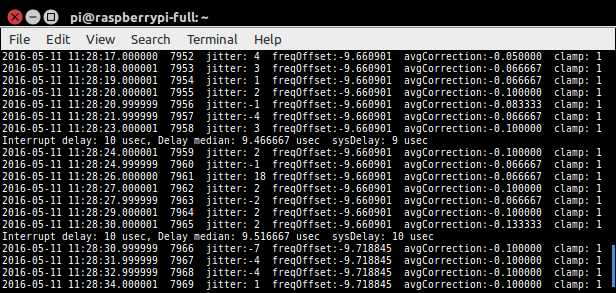 pi@raspberrypi-full: ~
File Edit View Search Terminal Help
2016-05-11 11:28:17.000000 7952 jitter: 4 freqOffset:-9.660901 avgCorrection:-0.050000 clamp: 1
2016-05-11 11:28:18.000001 7953 jitter: 3 freqOffset:-9.660901 avgCorrection:-0.066667 clamp: 1
2016-05-11 11:28:19.000001 7954 jitter: 1 freqOffset:-9.660901 avgCorrection:-0.066667 clamp: 1
2016-05-11 11:28:20.000001 7955 jitter: 2 freqOffset:-9.660901 avgCorrection:-0.100000 clamp: 1
2016-05-11 11:28:20.999999 7956 jitter:-1 freqOffset:-9.660901 avgCorrection:-0.083333 clamp: 1
2016-05-11 11:28:21.999999 7957 jitter:-4 freqOffset:-9.660901 avgCorrection:-0.066667 clamp: 1
2016-05-11 11:28:23.000001 7958 jitter: 3 freqOffset:-9.660901 avgCorrection:-0.100000 clamp: 1
Interrupt delay: 10 usec, Delay median: 9.466667 usec sysDelay: 9 usec
2016-05-11 11:28:24.000001 7959 jitter: 2 freqOffset:-9.660901 avgCorrection:-0.100000 clamp: 1
2016-05-11 11:28:24.999999 7960 jitter:-1 freqOffset:-9.660901 avgCorrection:-0.066667 clamp: 1
2016-05-11 11:28:26.000000 7961 jitter: 18 freqOffset:-9.660901 avgCorrection:-0.066667 clamp: 1
2016-05-11 11:28:27.000001 7962 jitter: 2 freqOffset:-9.660901 avgCorrection:-0.100000 clamp: 1
2016-05-11 11:28:27.999999 7963 jitter:-2 freqOffset:-9.660901 avgCorrection:-0.066667 clamp: 1
2016-05-11 11:28:29.000001 7964 jitter: 2 freqOffset:-9.660901 avgCorrection:-0.100000 clamp: 1
2016-05-11 11:28:30.000001 7965 jitter: 2 freqOffset:-9.660901 avgCorrection:-0.133333 clamp: 1
Interrupt delay: 10 usec, Delay median: 9.516667 usec sysDelay: 10 usec
2016-05-11 11:28:30.999999 7966 jitter:-7 freqOffset:-9.718845 avgCorrection:-0.100000 clamp: 1
2016-05-11 11:28:31.999999 7967 jitter:-4 freqOffset:-9.718845 avgCorrection:-0.100000 clamp: 1
2016-05-11 11:28:32.999999 7968 jitter:-4 freqOffset:-9.718845 avgCorrection:-0.100000 clamp: 1
2016-05-11 11:28:34.000001 7969 jitter: 1 freqOffset:-9.718845 avgCorrection:-0.100000 clamp: 1